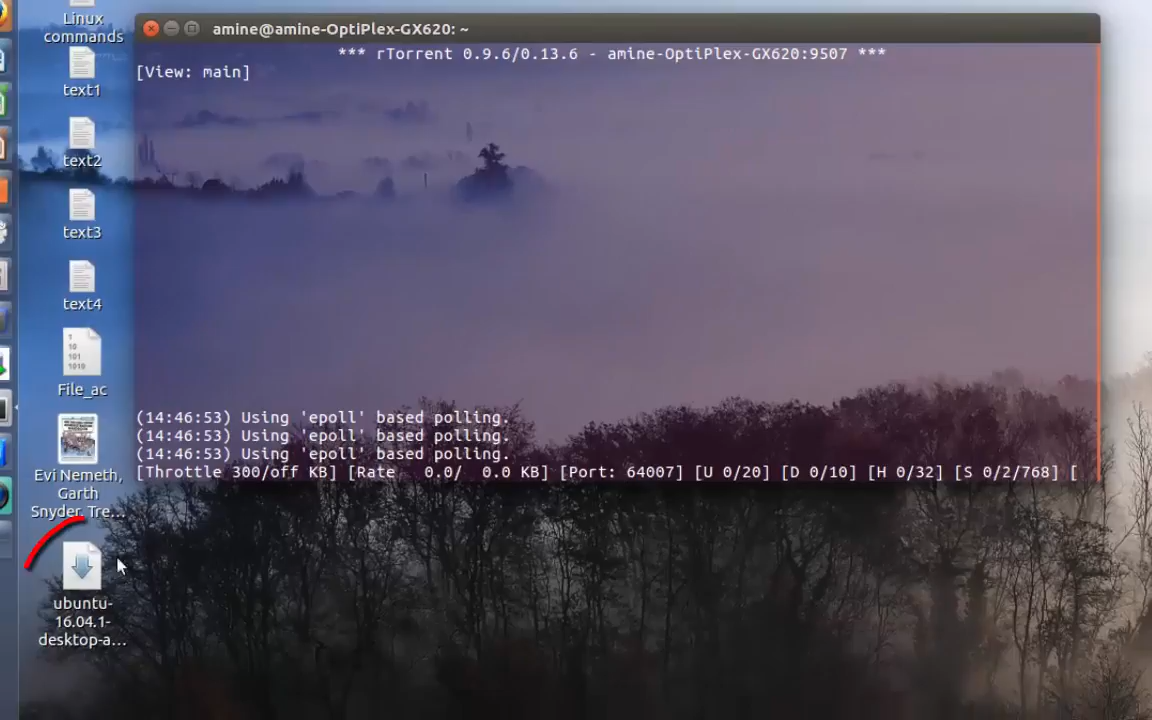 Linux
commands
text1
text2
text3
text4
1
10
101
1010
File_ac
Evi Nemeth,
Garth
Snyder, Tre...
ubuntu-
16.04.1-
desktop-a...
amine@amine-OptiPlex-GX620: ~
*** rTorrent 0.9.6/0.13.6 - amine-OptiPlex-GX620:9507 ***
[View: main]
(14:46:53) Using 'epoll' based polling.
(14:46:53) Using 'epoll' based polling.
(14:46:53) Using 'epoll' based polling.
[Throttle 300/off KB] [Rate 0.0/ 0.0 KB] [Port: 64007] [U 0/20] [D 0/10] [H 0/32] [S 0/2/768] [